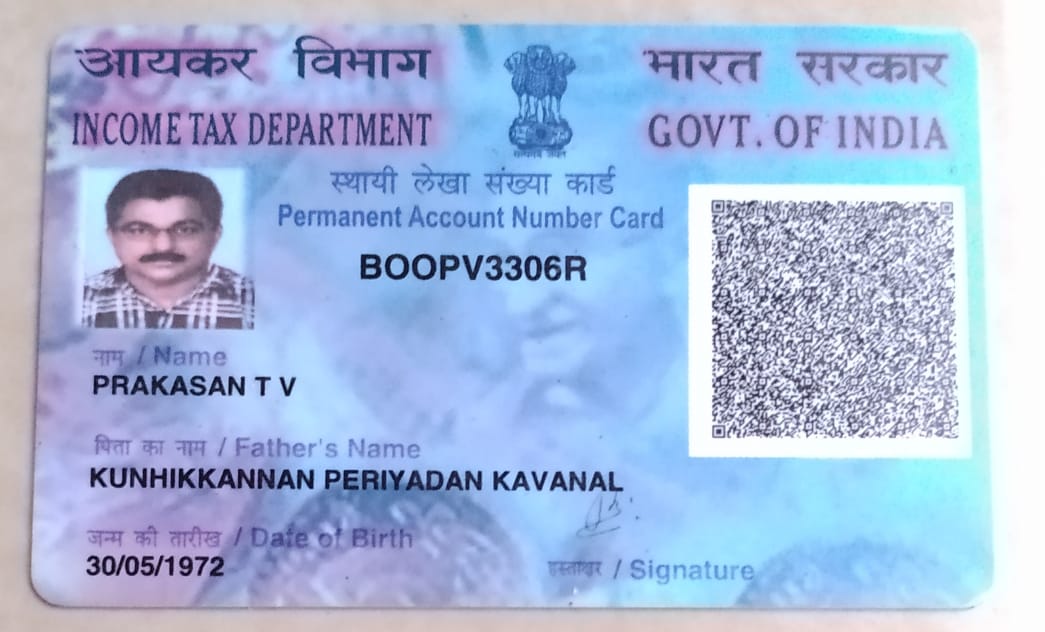 आयकर विभाग
भारत सरकार
INCOME TAX DEPARTMENT
GOVT. OF INDIA
सत्यमेव जयते
स्थायी लेखा संख्या कार्ड
Permanent Account Number Card
BOOPV3306R
नाम / Name
PRAKASAN T V
पिता का नाम / Father's Name
KUNHIKKANNAN PERIYADAN KAVANAL
जन्म की तारीख / Date of Birth
30/05/1972
हस्ताक्षर / Signature